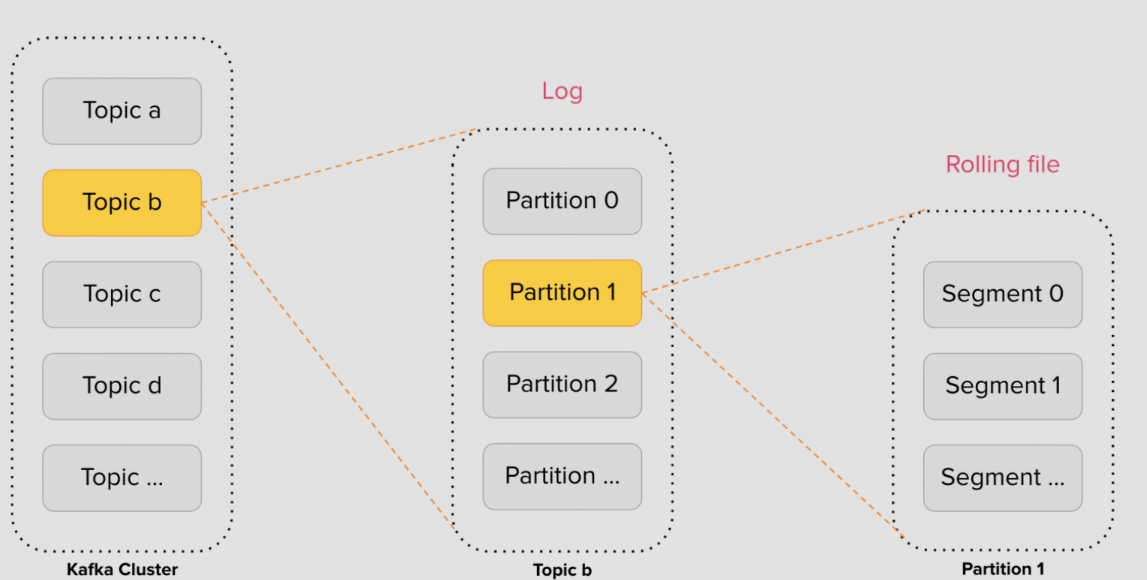 Topic a
Topic b
Topic c
Topic d
Topic ...
Kafka Cluster
Log
Partition 0
Partition 1
Partition 2
Partition ...
Topic b
Rolling file
Segment 0
Segment 1
Segment ...
Partition 1